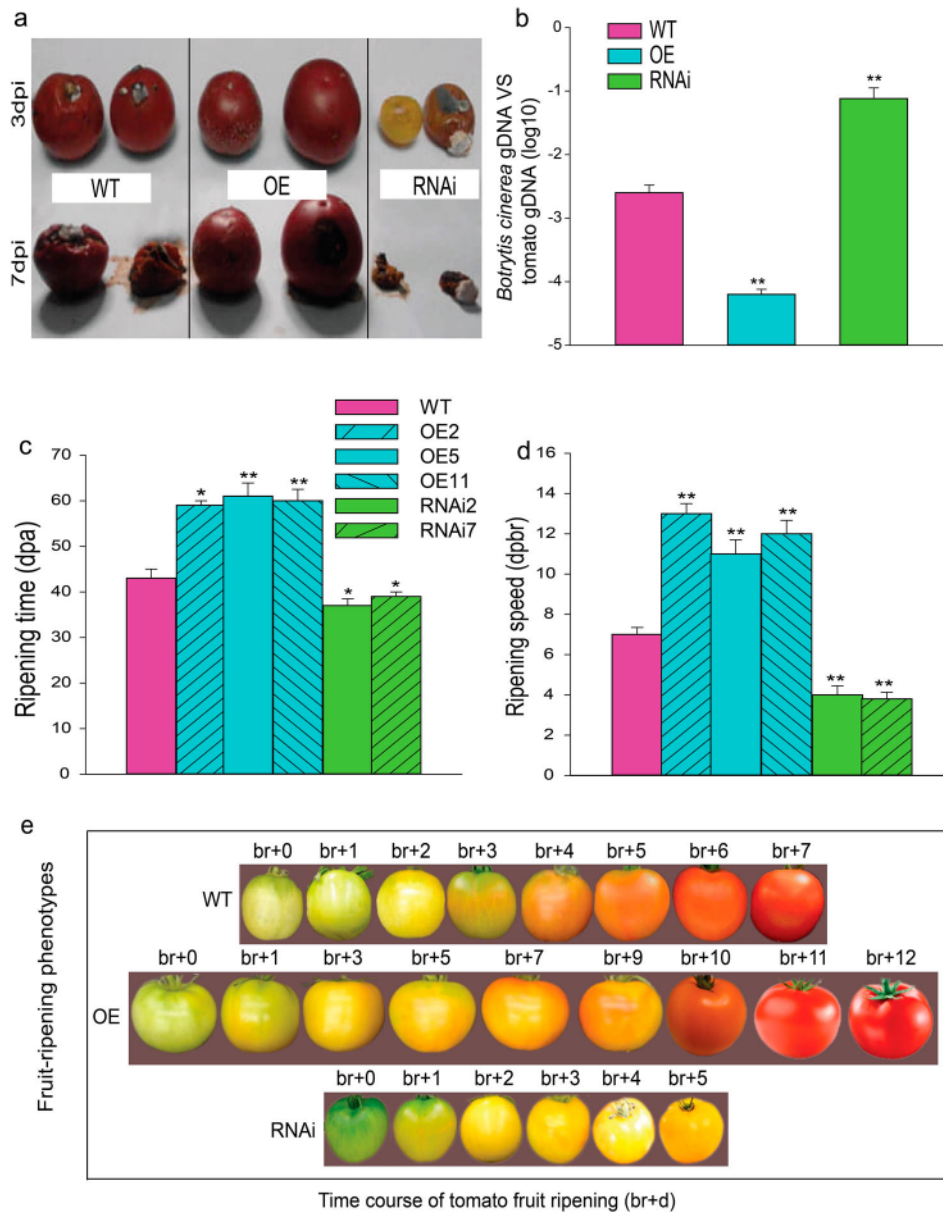 a
3dpi
7dpi
WT
OE
RNAi
b
Botrytis cinerea gDNA VS
tomato gDNA (log10)
0
-1
-2
-3
-4
-5
WT
OE
RNAi
**
**
c
WT
OE2
OE5
OE11
RNAi2
RNAi7
Ripening time (dpa)
70
60
50
40
30
20
10
0
*
**
**
*
*
d
Ripening speed (dpbr)
16
14
12
10
8
6
4
2
0
**
**
**
**
**
e
Fruit-ripening phenotypes
br+0 br+1 br+2 br+3 br+4 br+5 br+6 br+7
WT
br+0 br+1 br+3 br+5 br+7 br+9 br+10 br+11 br+12
OE
br+0 br+1 br+2 br+3 br+4 br+5
RNAi
Time course of tomato fruit ripening (br+d)